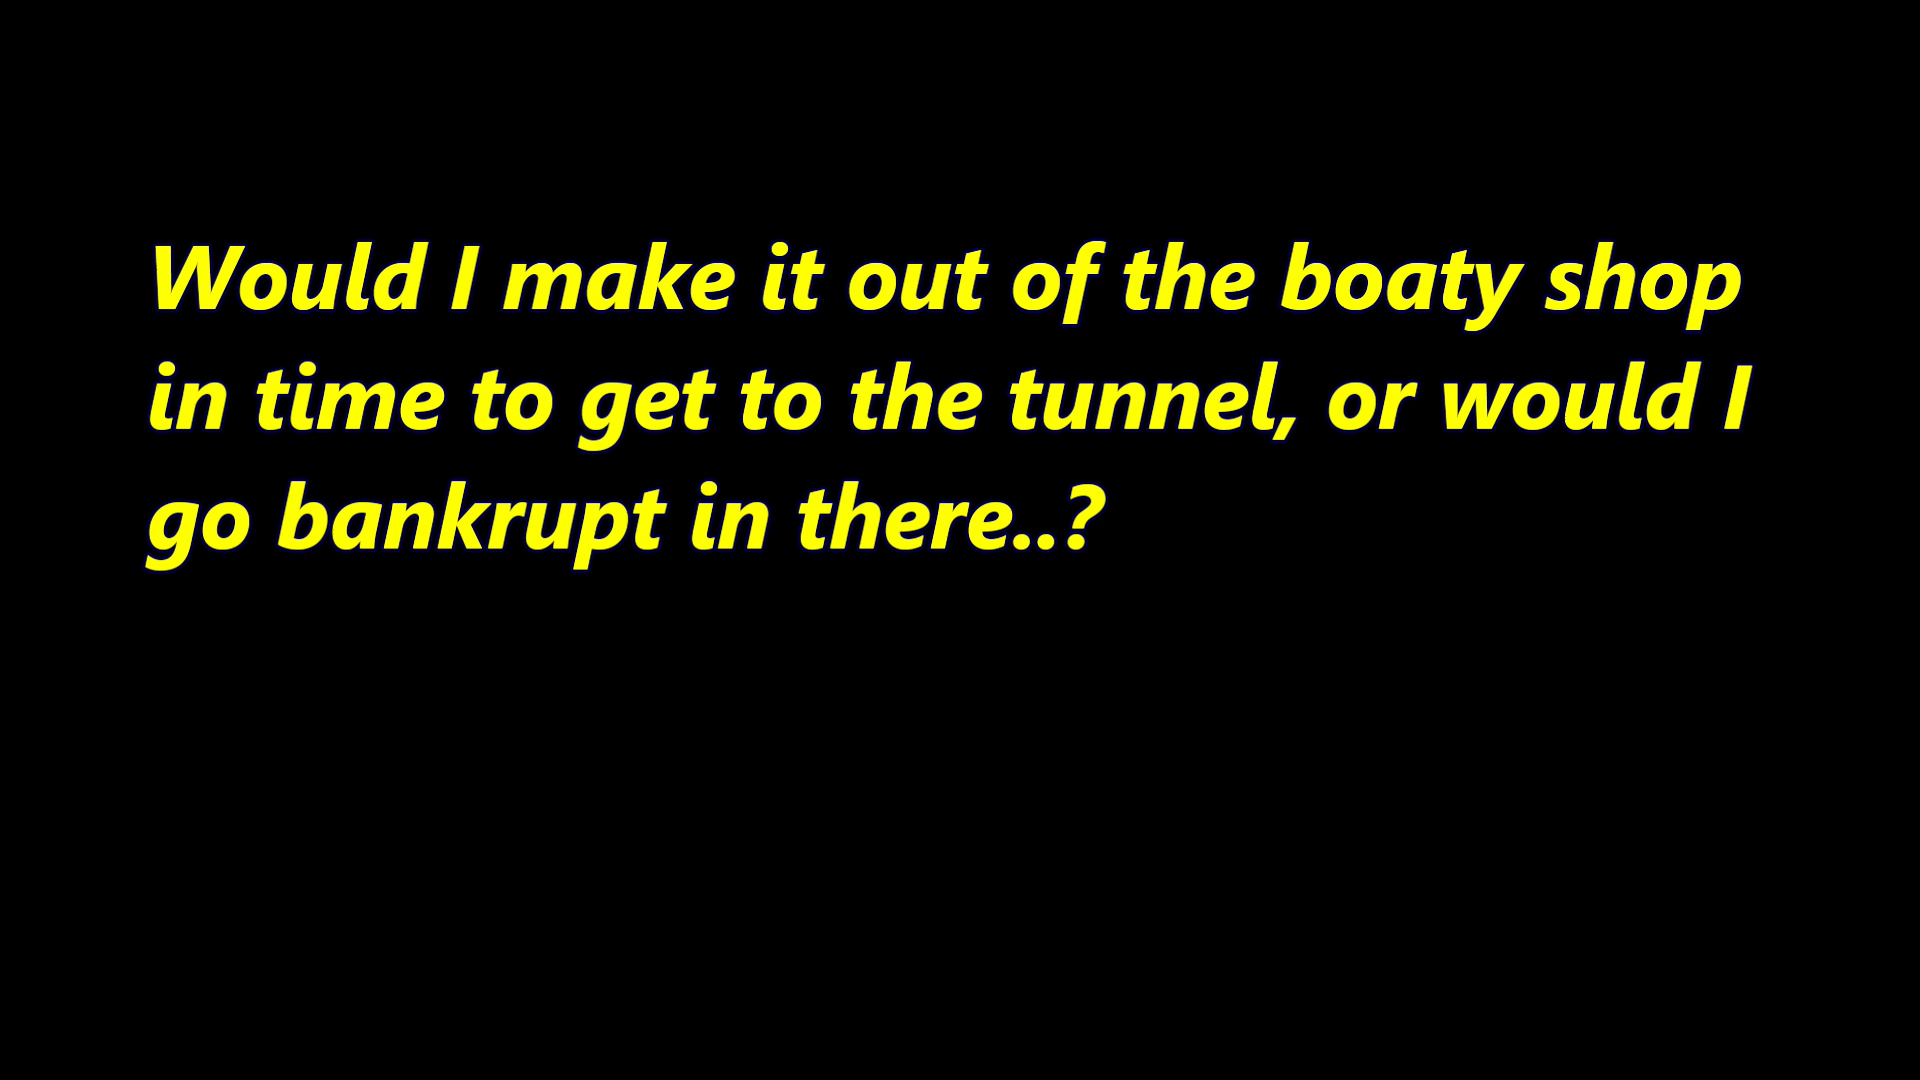 Would I make it out of the boaty shop
in time to get to the tunnel, or would I
go bankrupt in there..?